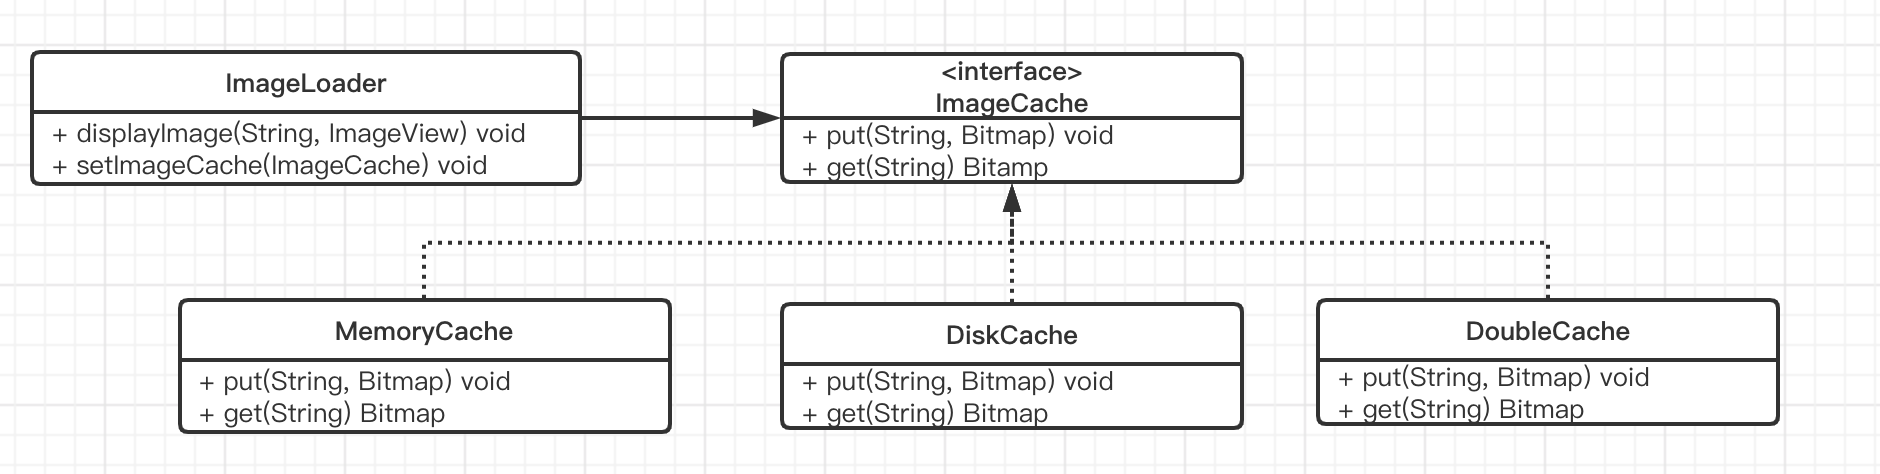 ImageLoader
+ displayImage(String, ImageView) void
+ setImageCache(ImageCache) void
<interface>
ImageCache
+ put(String, Bitmap) void
+ get(String) Bitamp
MemoryCache
+ put(String, Bitmap) void
+ get(String) Bitmap
DiskCache
+ put(String, Bitmap) void
+ get(String) Bitmap
DoubleCache
+ put(String, Bitmap) void
+ get(String) Bitmap